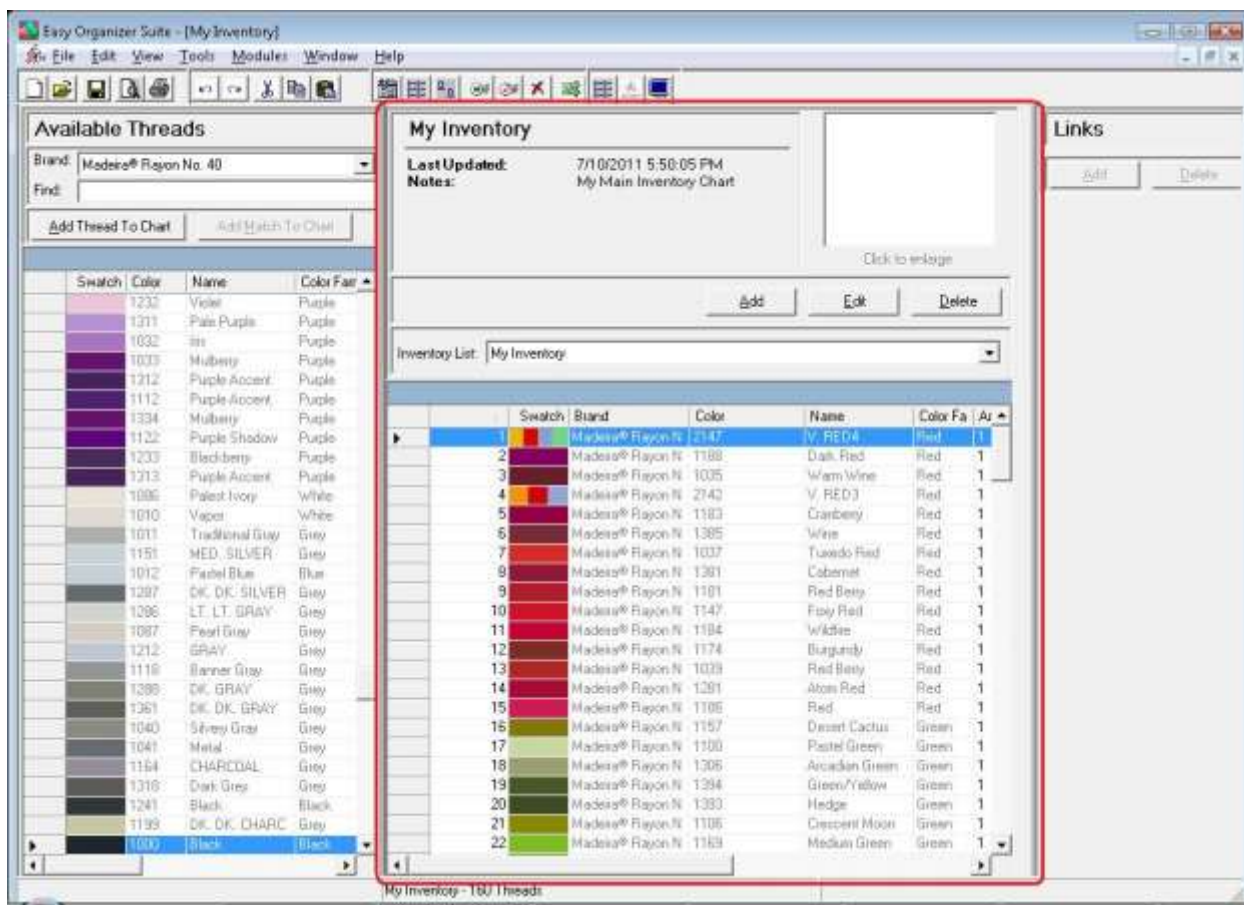 Easy Organizer Suite - [My Inventory]
File Edit View Tools Modules Window Help
Available Threads
Brand: Madeira® Rayon No. 40
Find:
Add Thread To Chart Add Match To Chart
Swatch Color Name Color Fam
1232 Violet Purple
1311 Pale Purple Purple
1032 Iris Purple
1033 Mulberry Purple
1312 Purple Accent Purple
1112 Purple Accent Purple
1334 Mulberry Purple
1122 Purple Shadow Purple
1233 Blackberry Purple
1313 Purple Accent Purple
1086 Palest Ivory White
1010 Vapor White
1011 Traditional Gray Grey
1151 MED. SILVER Grey
1012 Pastel Blue Blue
1287 DK. DK. SILVER Grey
1286 LT. LT. GRAY Grey
1087 Pearl Gray Grey
1212 GRAY Grey
1118 Banner Gray Grey
1288 DK. GRAY Grey
1361 DK. DK. GRAY Grey
1040 Silvery Gray Grey
1041 Metal Grey
1164 CHARCOAL Grey
1318 Dark Grey Grey
1241 Black Black
1199 DK. DK. CHARC Grey
1000 Black Black
My Inventory
Last Updated: 7/10/2011 5:50:05 PM
Notes: My Main Inventory Chart
Click to enlarge
Add Edit Delete
Inventory List: My Inventory
Swatch Brand Color Name Color Fa
1 Madeira® Rayon N 2147 V. RED4 Red 1
2 Madeira® Rayon N 1188 Dark Red Red 1
3 Madeira® Rayon N 1035 Warm Wine Red 1
4 Madeira® Rayon N 2142 V. RED3 Red 1
5 Madeira® Rayon N 1183 Cranberry Red 1
6 Madeira® Rayon N 1385 Wine Red 1
7 Madeira® Rayon N 1037 Tuxedo Red Red 1
8 Madeira® Rayon N 1381 Cabernet Red 1
9 Madeira® Rayon N 1181 Red Berry Red 1
10 Madeira® Rayon N 1147 Foxy Red Red 1
11 Madeira® Rayon N 1184 Wildfire Red 1
12 Madeira® Rayon N 1174 Burgundy Red 1
13 Madeira® Rayon N 1039 Red Berry Red 1
14 Madeira® Rayon N 1281 Atom Red Red 1
15 Madeira® Rayon N 1186 Red Red 1
16 Madeira® Rayon N 1157 Desert Cactus Green 1
17 Madeira® Rayon N 1100 Pastel Green Green 1
18 Madeira® Rayon N 1306 Arcadian Green Green 1
19 Madeira® Rayon N 1394 Green/Yellow Green 1
20 Madeira® Rayon N 1393 Hedge Green 1
21 Madeira® Rayon N 1106 Crescent Moon Green 1
22 Madeira® Rayon N 1169 Medium Green Green 1
Links
Add Delete
My Inventory - 160 Threads